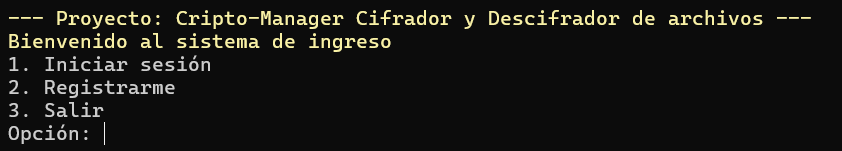 --- Proyecto: Cripto-Manager Cifrador y Descifrador de archivos ---
Bienvenido al sistema de ingreso
1. Iniciar sesión
2. Registrarme
3. Salir
Opción: